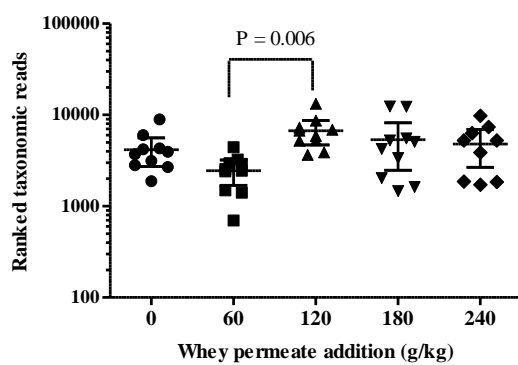 100000
P = 0.006
10000
Ranked taxonomic reads
1000
100
0 60 120 180 240
Whey permeate addition (g/kg)